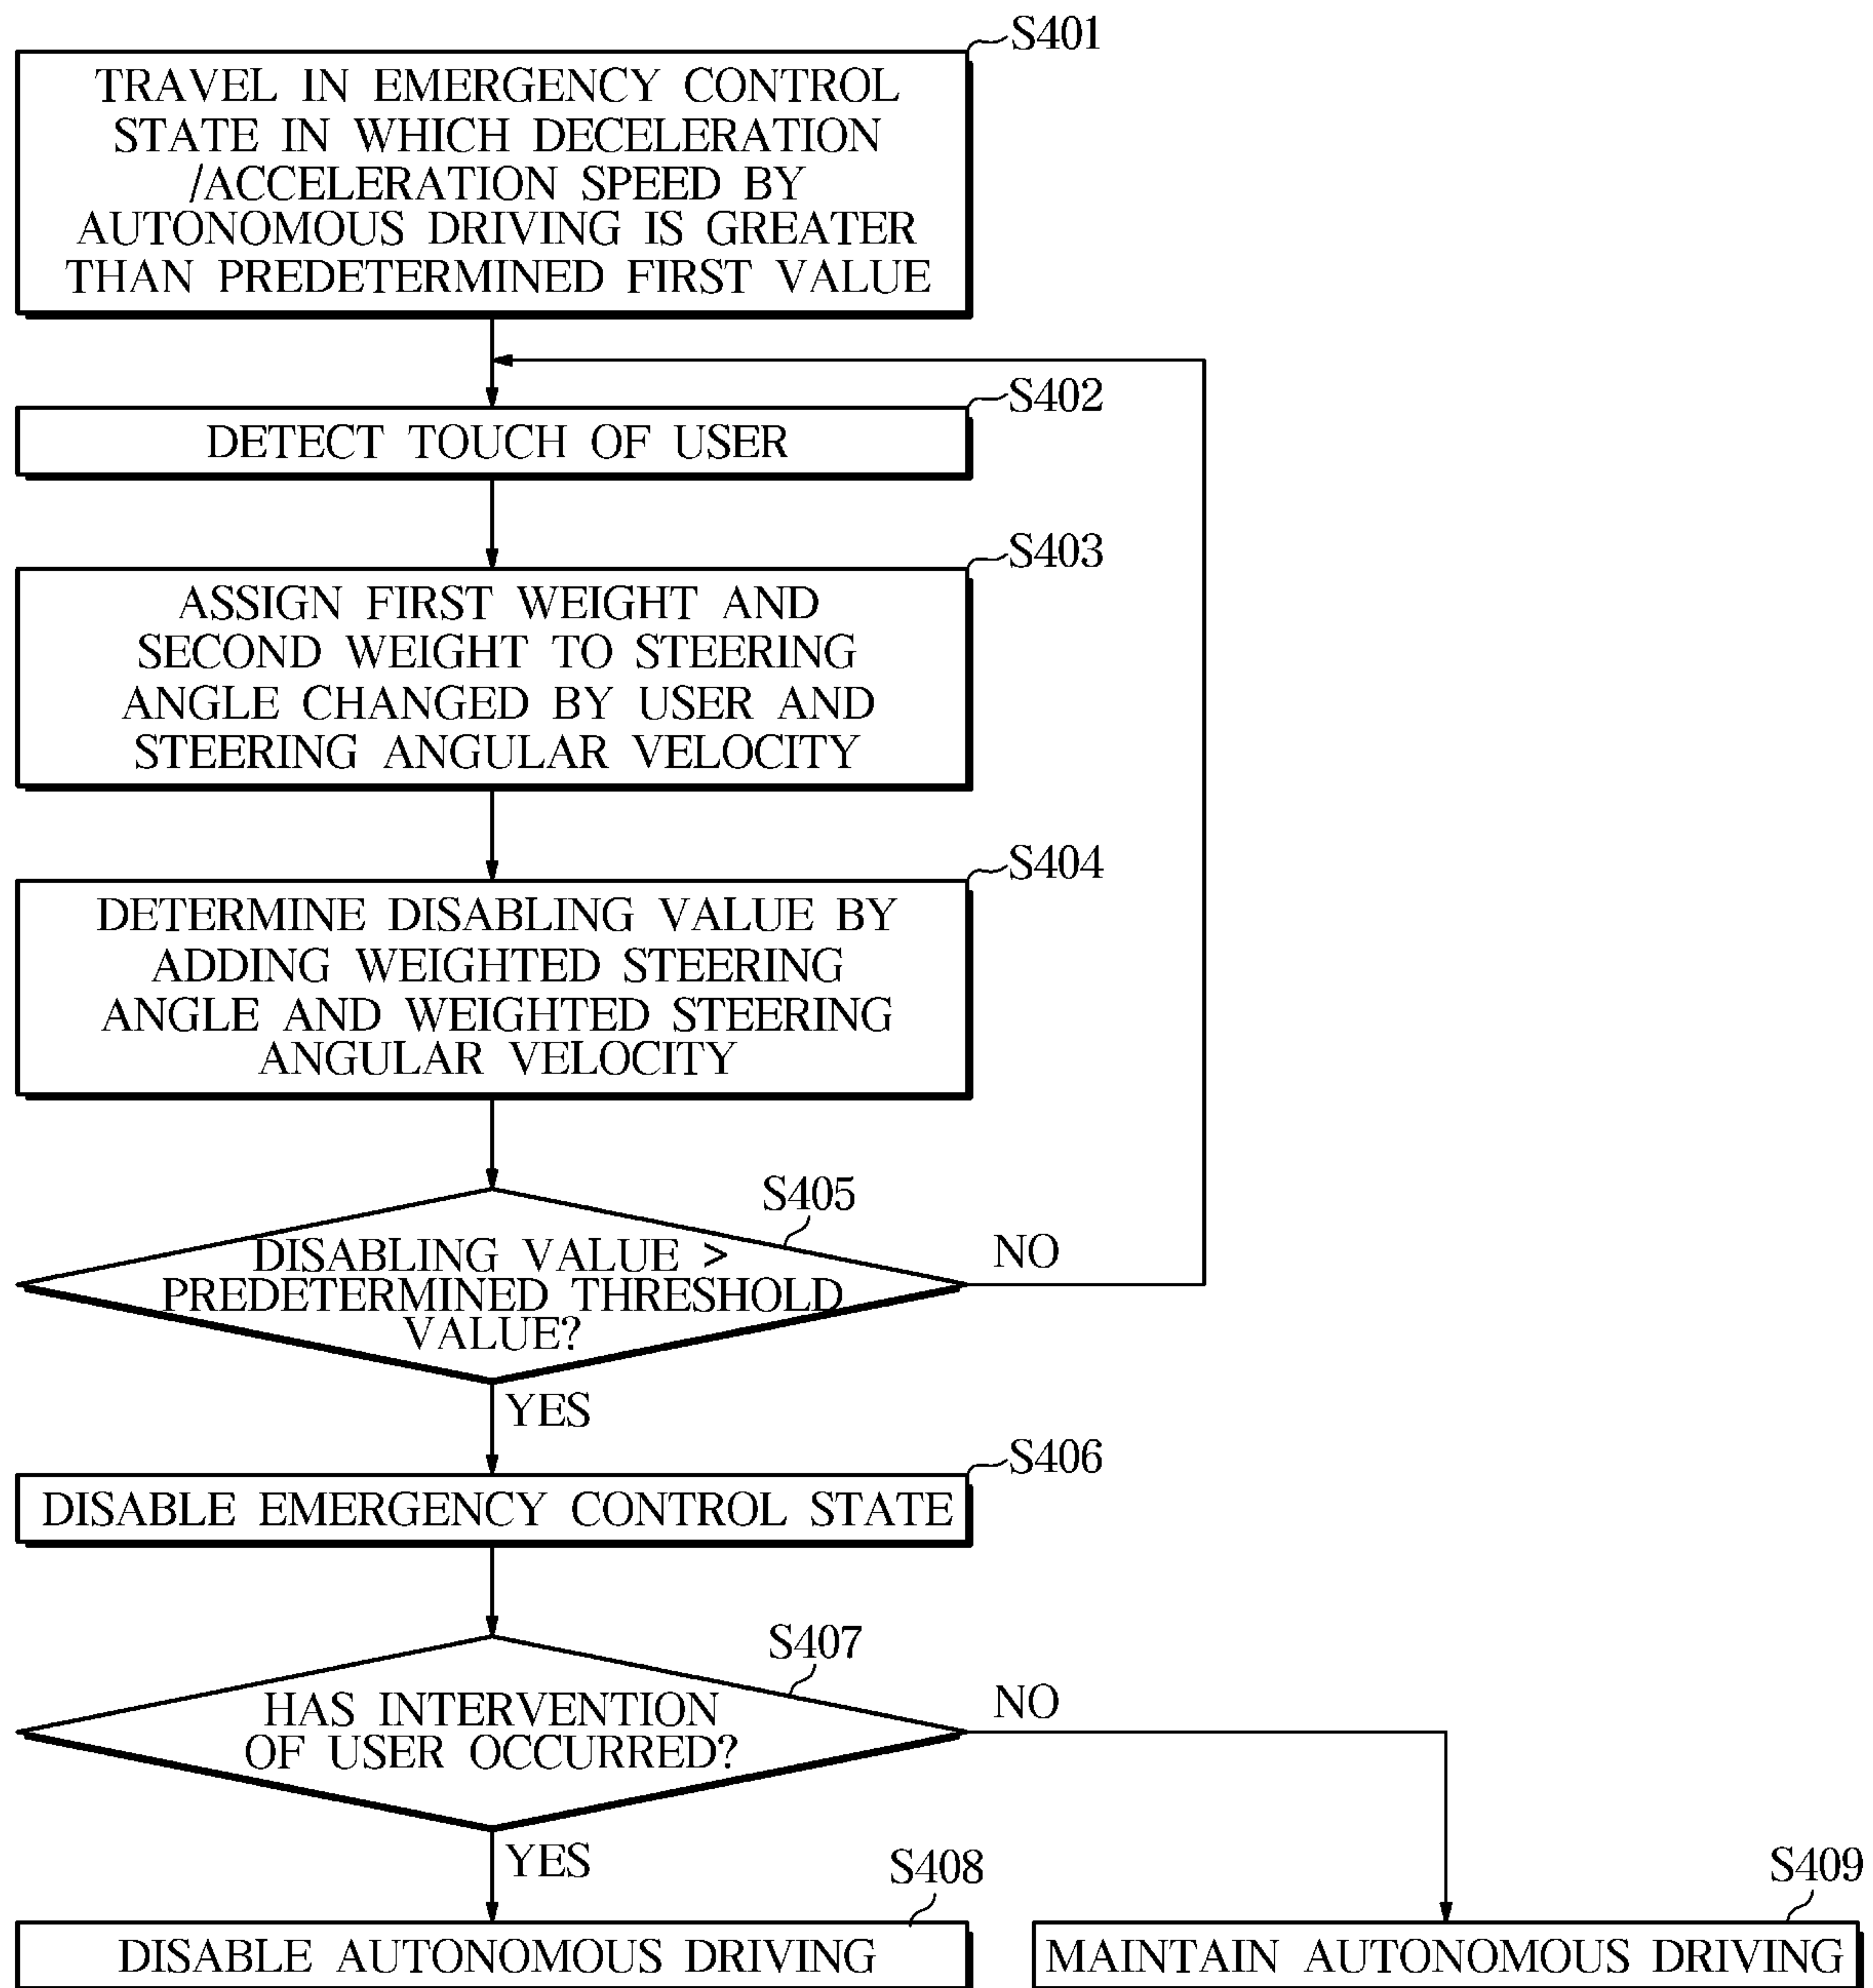 S401
TRAVEL IN EMERGENCY CONTROL
STATE IN WHICH DECELERATION
/ACCELERATION SPEED BY
AUTONOMOUS DRIVING IS GREATER
THAN PREDETERMINED FIRST VALUE
S402
DETECT TOUCH OF USER
S403
ASSIGN FIRST WEIGHT AND
SECOND WEIGHT TO STEERING
ANGLE CHANGED BY USER AND
STEERING ANGULAR VELOCITY
S404
DETERMINE DISABLING VALUE BY
ADDING WEIGHTED STEERING
ANGLE AND WEIGHTED STEERING
ANGULAR VELOCITY
S405
DISABLING VALUE >
PREDETERMINED THRESHOLD
VALUE?
NO
YES
S406
DISABLE EMERGENCY CONTROL STATE
S407
HAS INTERVENTION
OF USER OCCURRED?
NO
YES
S408
DISABLE AUTONOMOUS DRIVING
S409
MAINTAIN AUTONOMOUS DRIVING